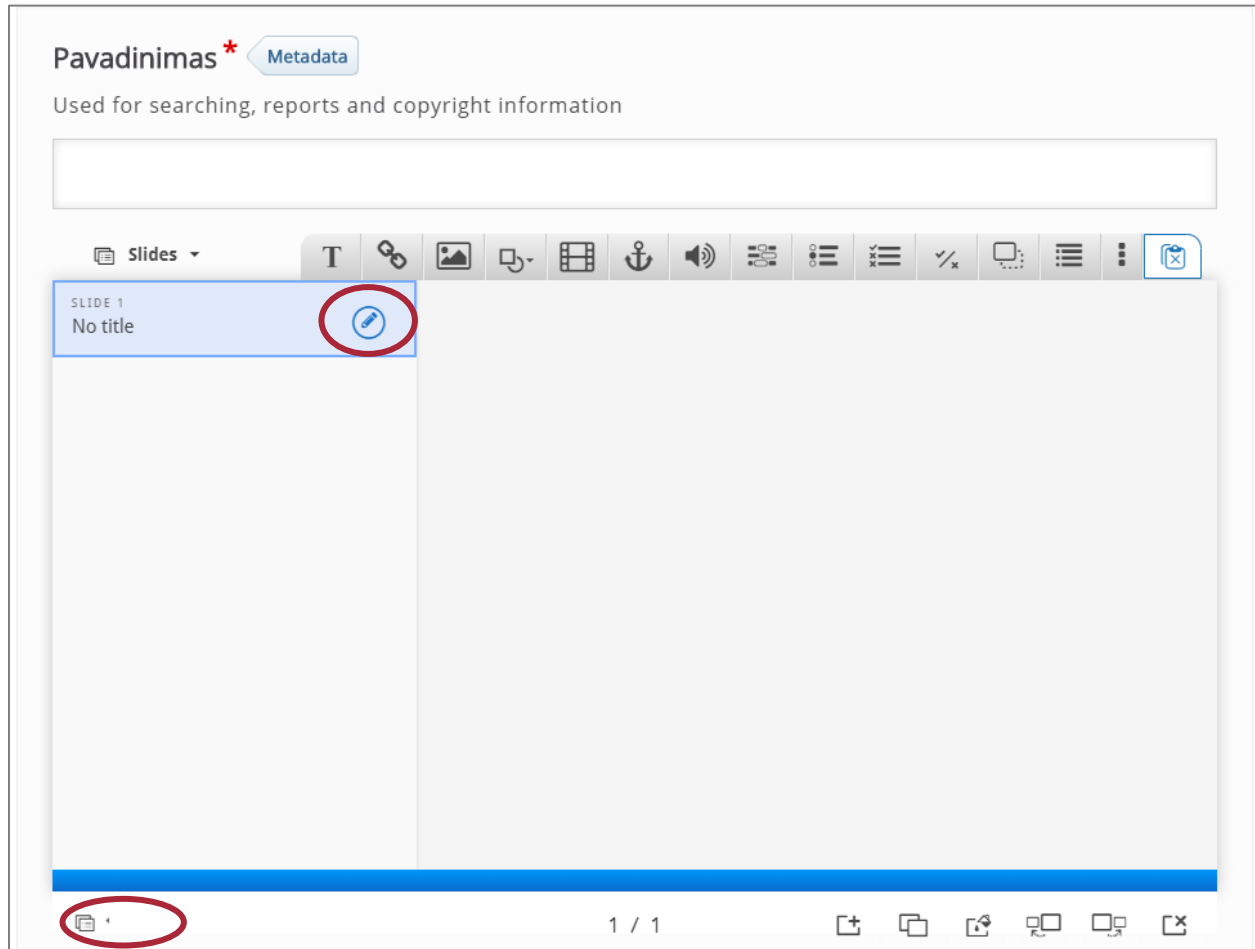 Pavadinimas * Metadata
Used for searching, reports and copyright information
Slides
T
SLIDE 1
No title
1 / 1